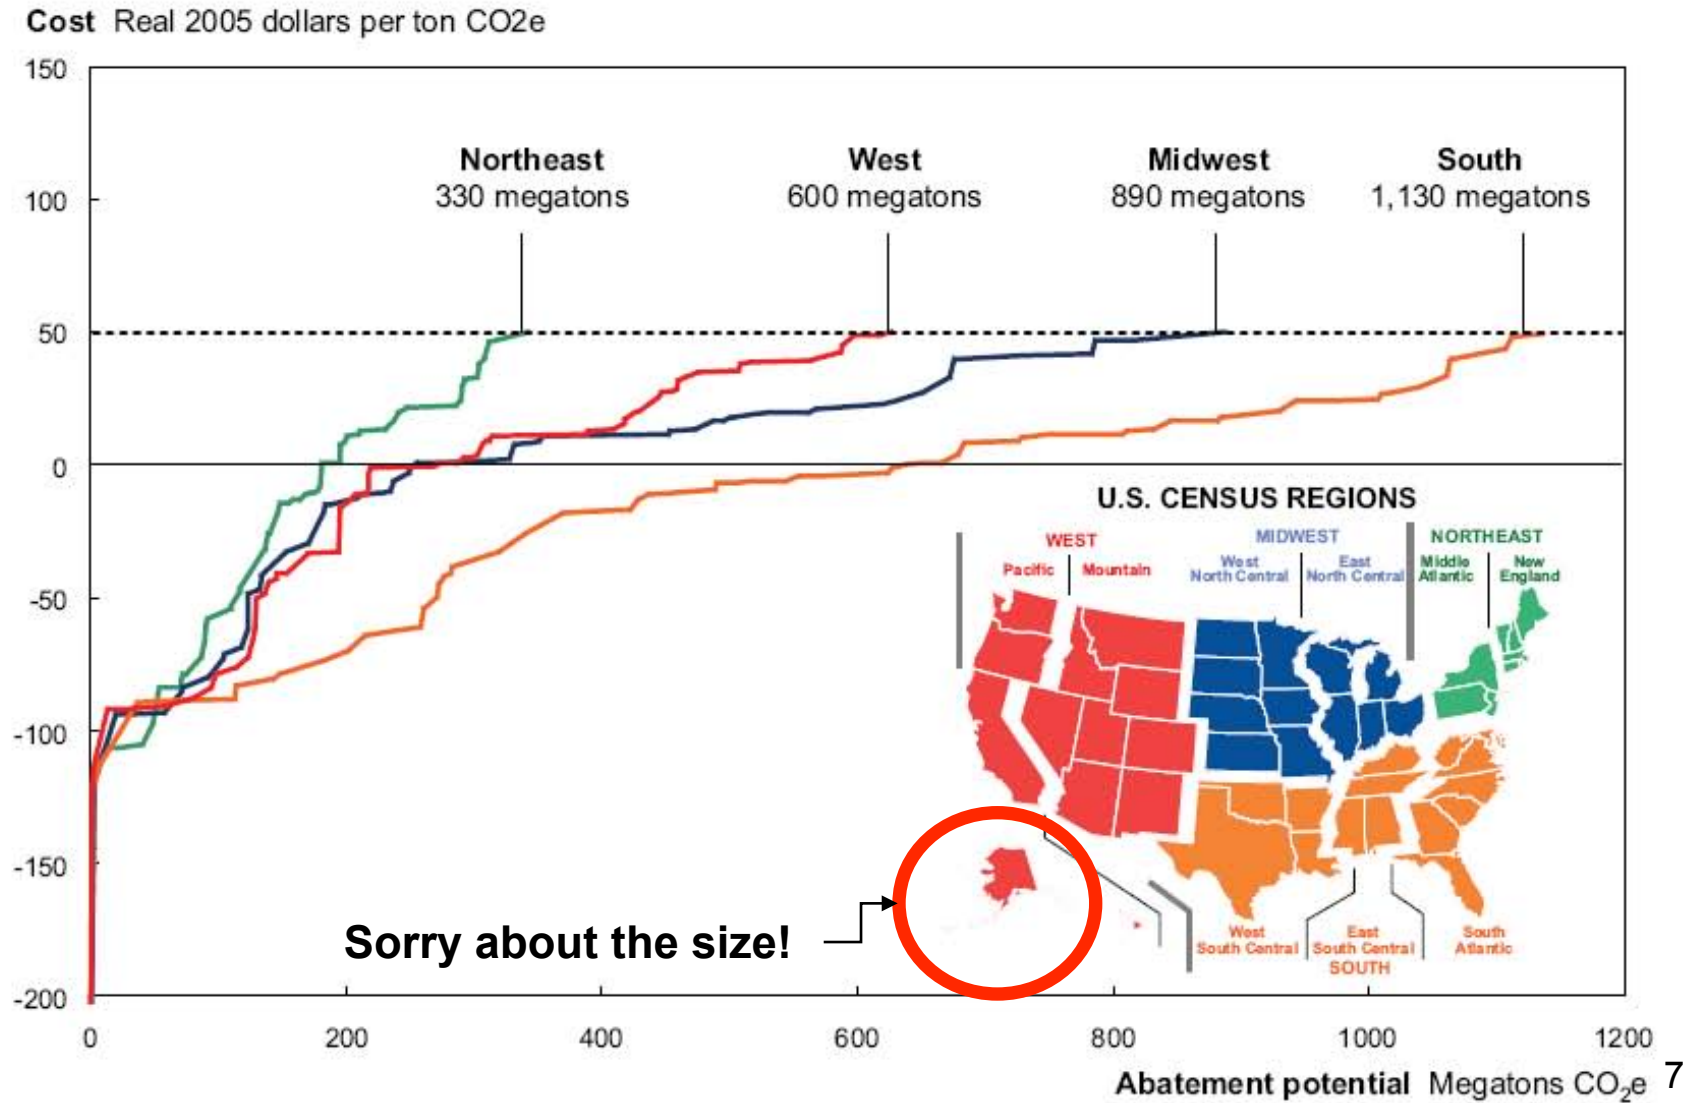 Cost Real 2005 dollars per ton CO2e
150
100
50
0
-50
-100
-150
-200
Northeast
330 megatons
West
600 megatons
Midwest
890 megatons
South
1,130 megatons
U.S. CENSUS REGIONS
WEST
Pacific
Mountain
MIDWEST
West
North Central
East
North Central
NORTHEAST
Middle
Atlantic
New
England
Sorry about the size!
West
South Central
East
South Central
SOUTH
South
Atlantic
0 200 400 600 800 1000 1200
Abatement potential Megatons CO₂e
7